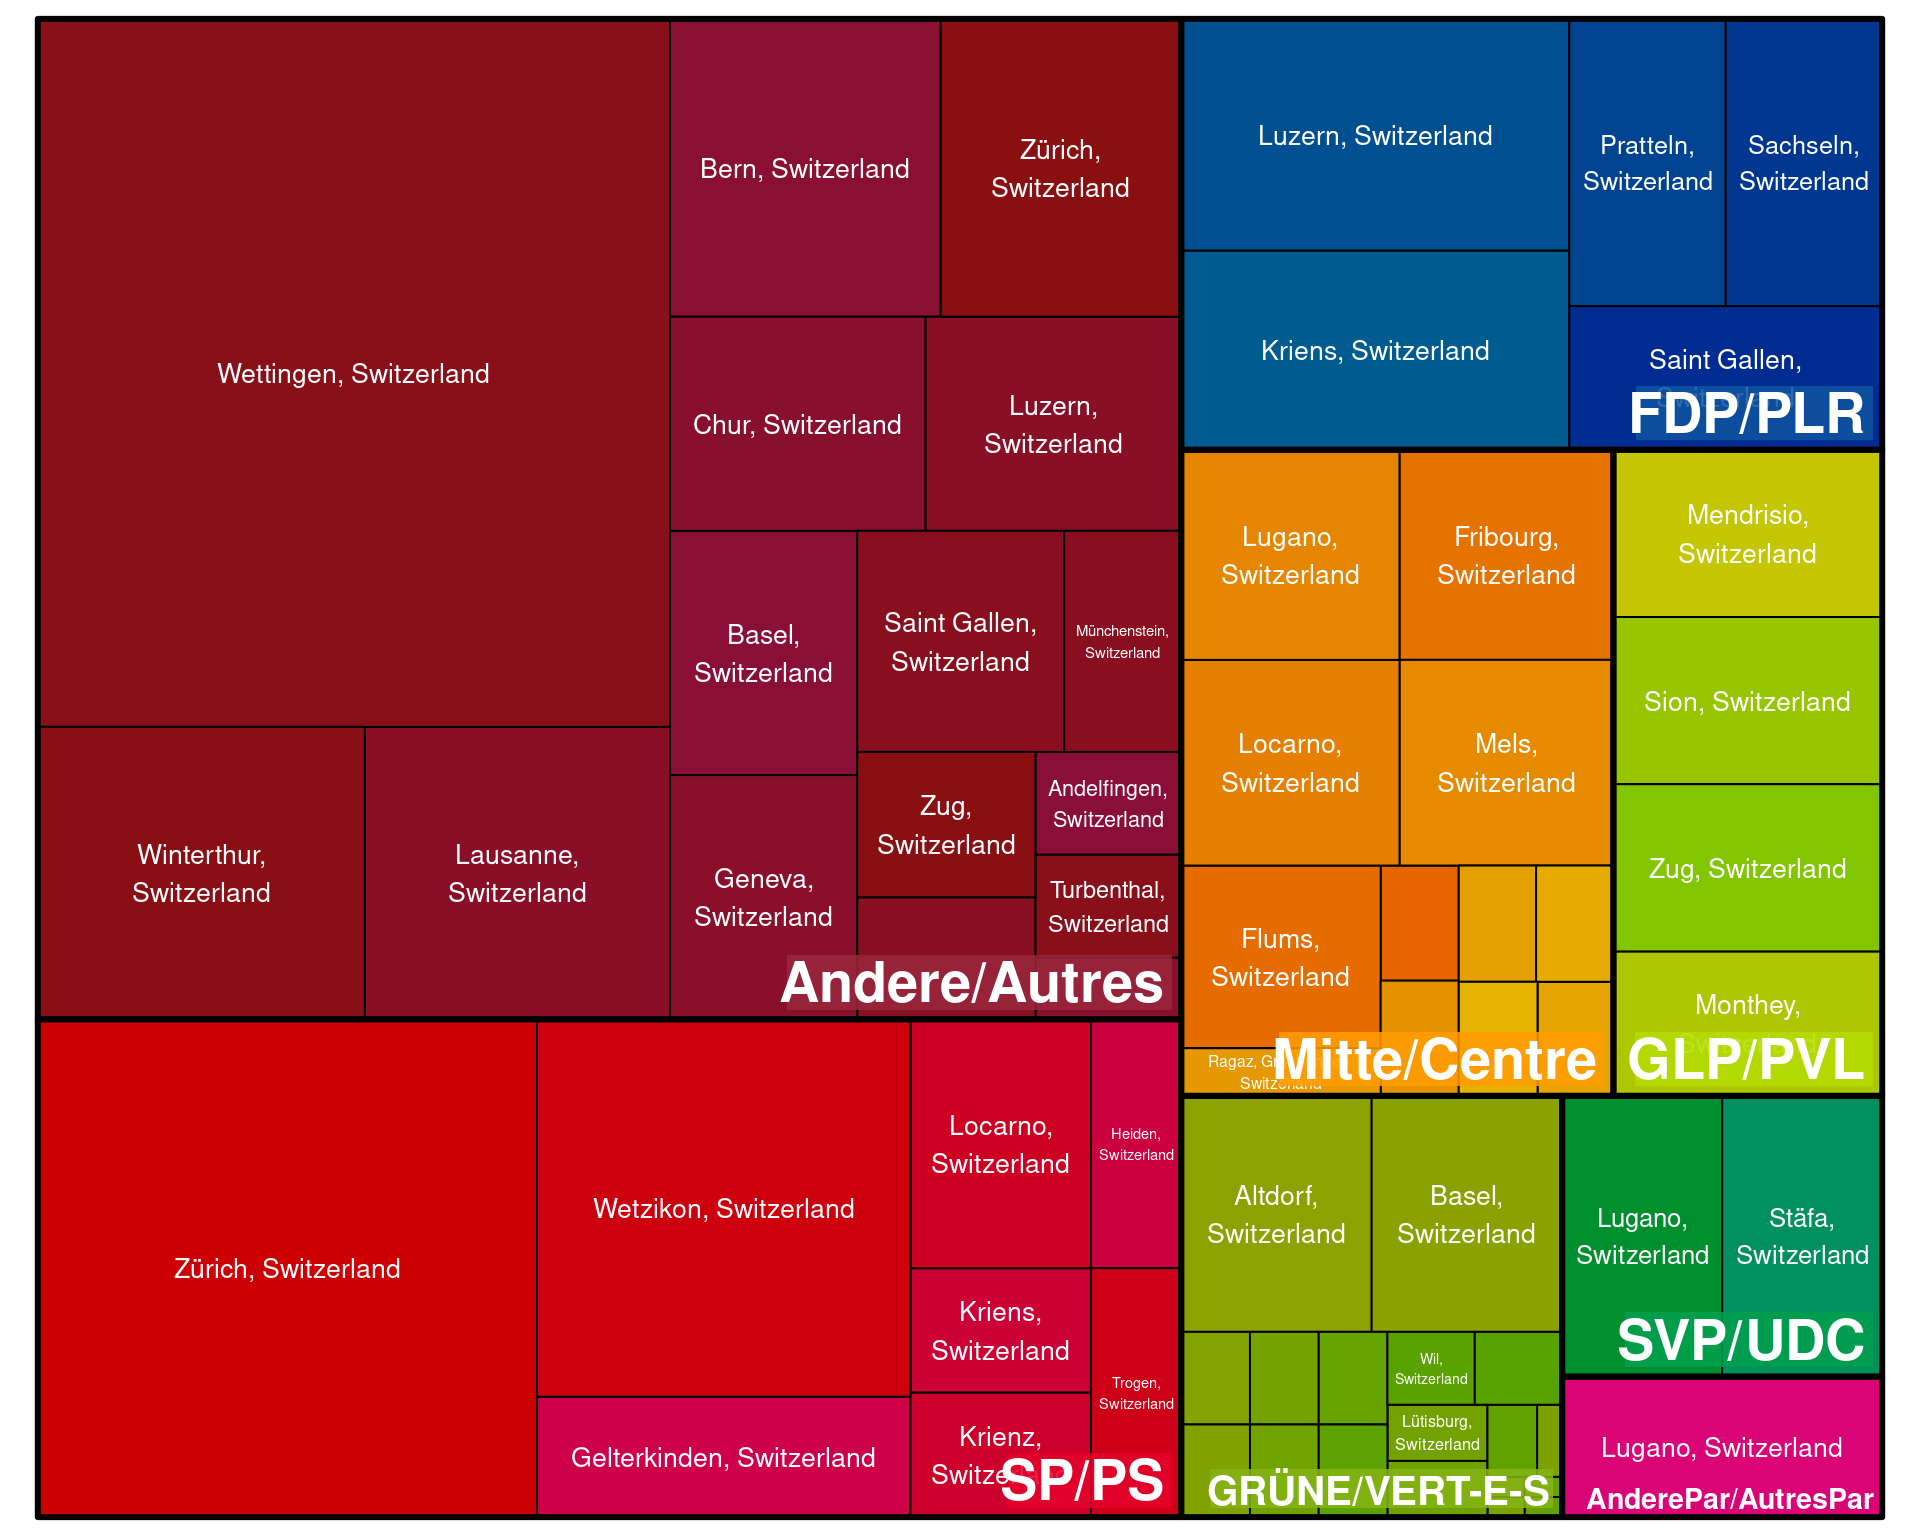 Wettingen, Switzerland
Bern, Switzerland
Zürich,
Switzerland
Chur, Switzerland
Luzern,
Switzerland
Basel,
Switzerland
Saint Gallen,
Switzerland
Münchenstein,
Switzerland
Winterthur,
Switzerland
Lausanne,
Switzerland
Geneva,
Switzerland
Zug,
Switzerland
Andelfingen,
Switzerland
Turbenthal,
Switzerland
Andere/Autres
Luzern, Switzerland
Pratteln,
Switzerland
Sachseln,
Switzerland
Kriens, Switzerland
Saint Gallen,
Switzerland
FDP/PLR
Lugano,
Switzerland
Fribourg,
Switzerland
Locarno,
Switzerland
Mels,
Switzerland
Flums,
Switzerland
Ragaz,
Switzerland
Mitte/Centre
Mendrisio,
Switzerland
Sion, Switzerland
Zug, Switzerland
Monthey,
GLP/PVL
Zürich, Switzerland
Wetzikon, Switzerland
Gelterkinden, Switzerland
Locarno,
Switzerland
Heiden,
Switzerland
Kriens,
Switzerland
Krienz,
Trogen,
Switzerland
SP/PS
Altdorf,
Switzerland
Basel,
Switzerland
Wil,
Switzerland
Lütisburg,
Switzerland
GRÜNE/VERT-E-S
Lugano,
Switzerland
Stäfa,
Switzerland
SVP/UDC
Lugano, Switzerland
AnderePar/AutresPar